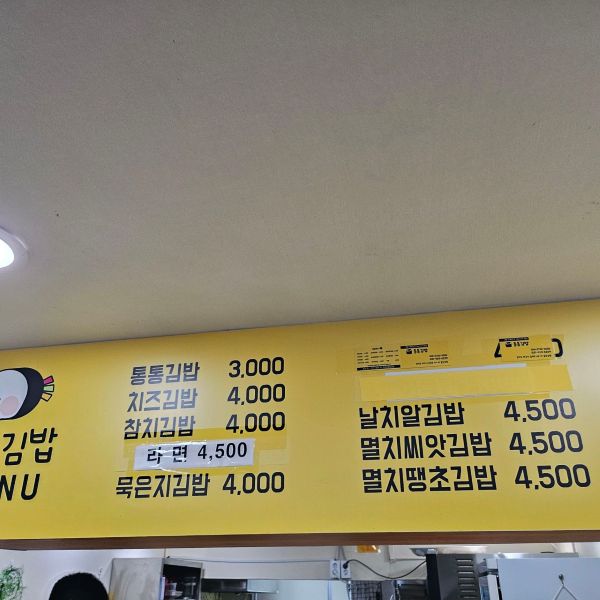 김밥
NU
통통김밥 3,000
치즈김밥 4,000
참치김밥 4,000
라면 4,500
묵은지김밥 4,000
날치알김밥 4,500
멸치씨앗김밥 4,500
멸치땡초김밥 4,500